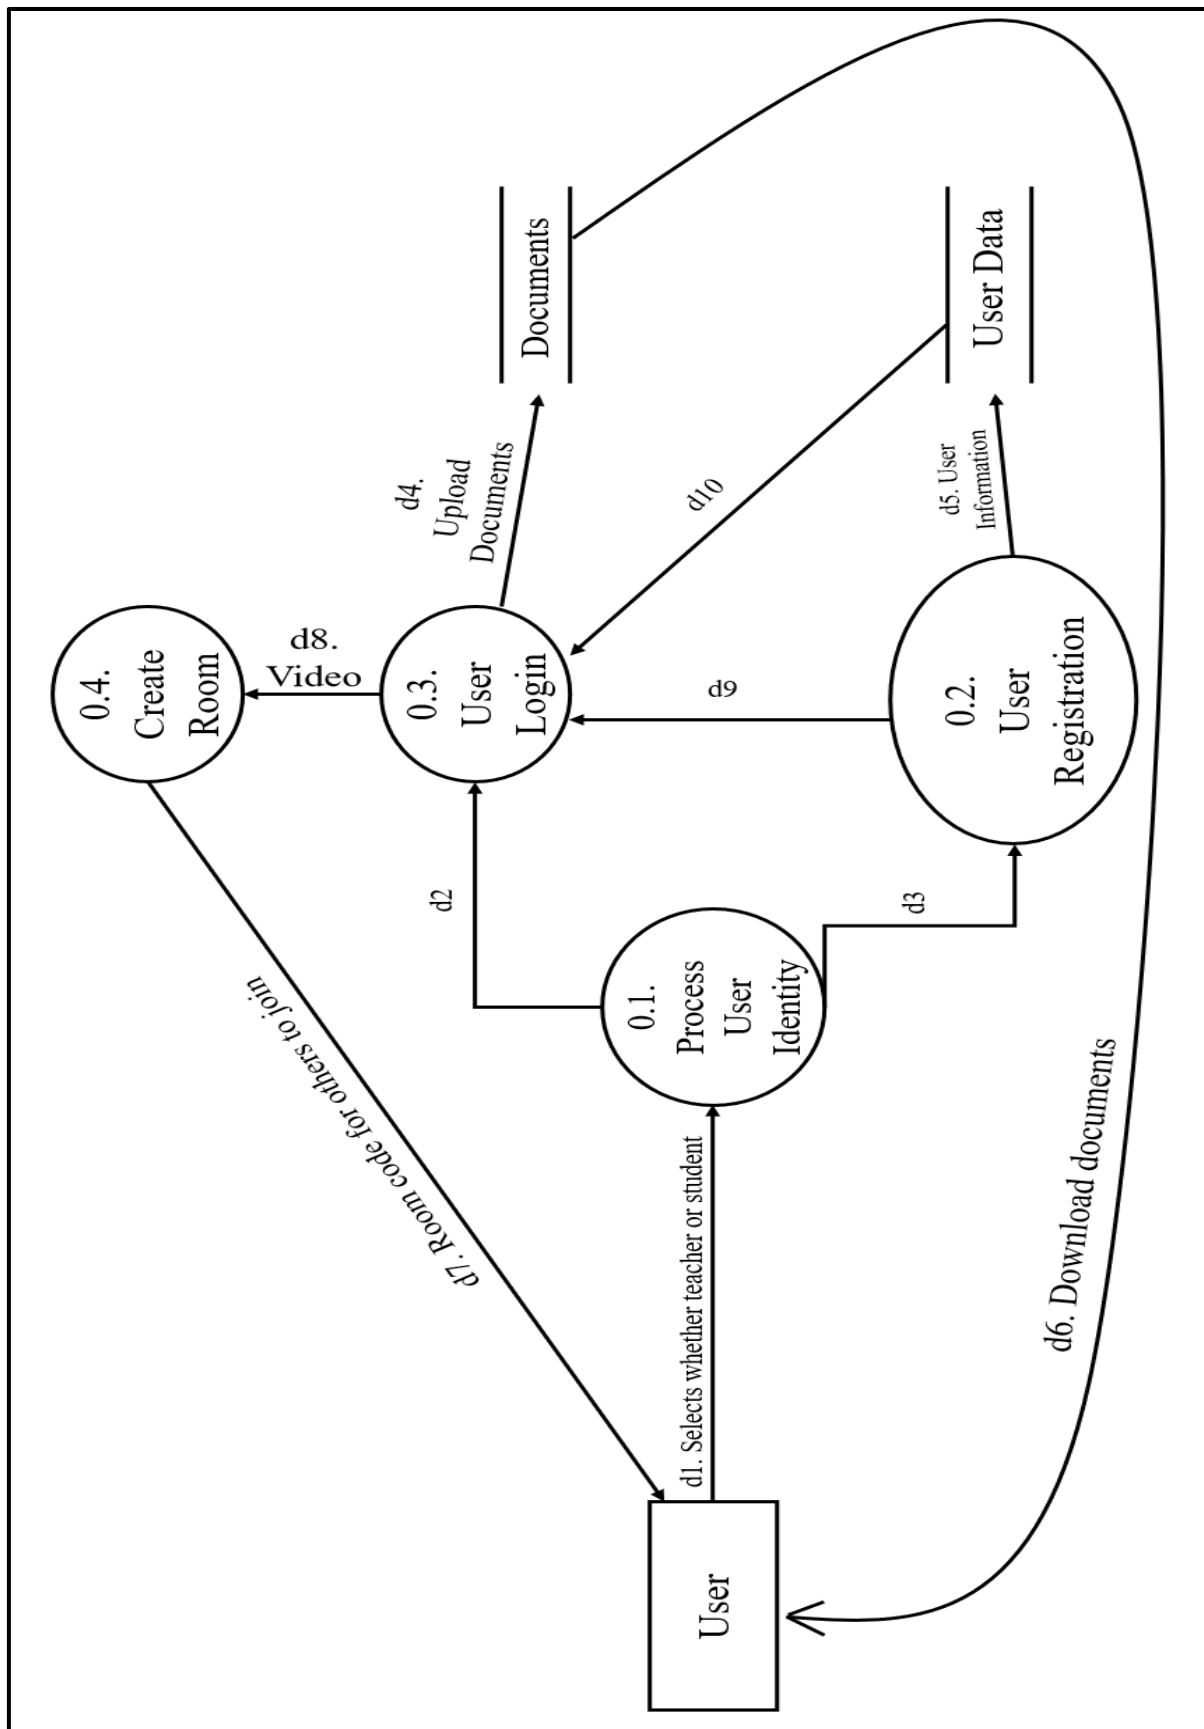 User
d1. Selects whether teacher or student
0.1.
Process
User
Identity
d2
d3
0.2.
User
Registration
0.3.
User
Login
0.4.
Create
Room
d8.
Video
d9
d10
d4.
Upload
Documents
d5. User
Information
Documents
User Data
d7. Room code for others to join
d6. Download documents